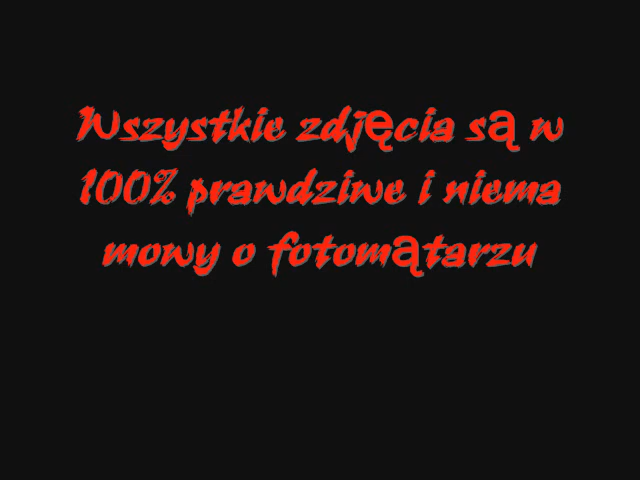 Wszystkie zdjęcia są w
100% prawdziwe i niema
mowy o fotomątarzu